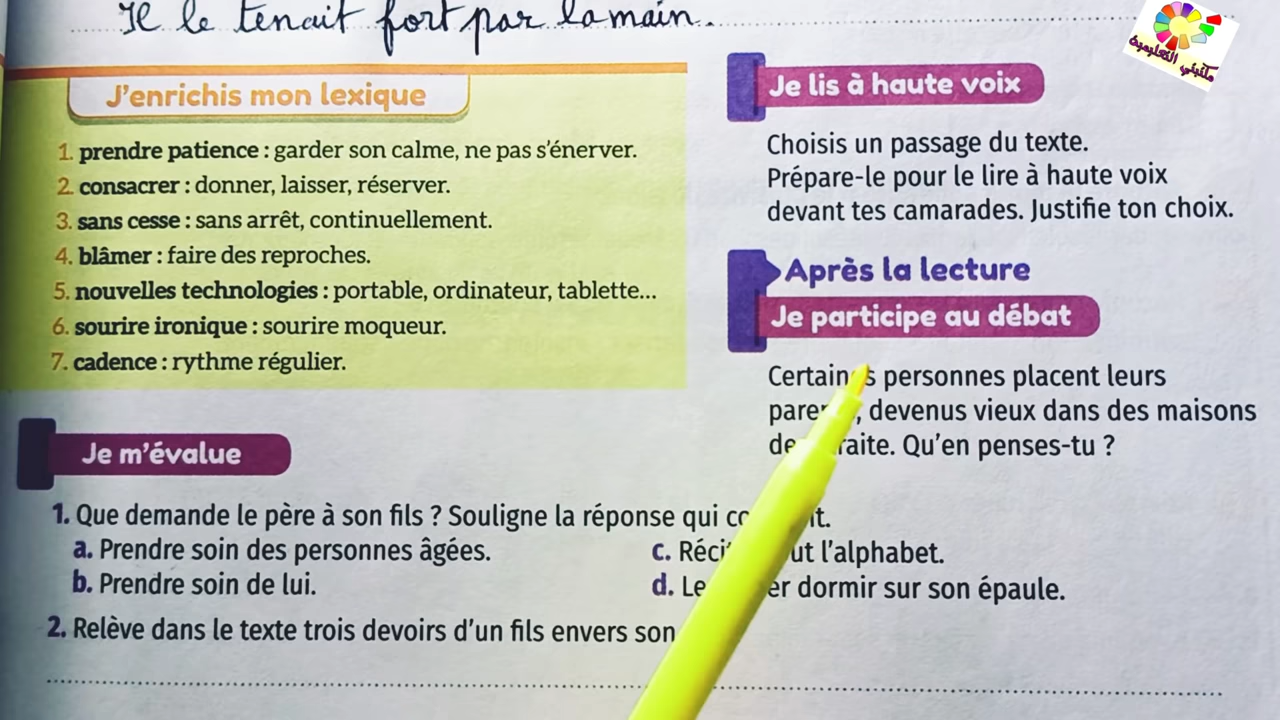 Il le tenait fort par la main.
مكتبتي التعليمية
J'enrichis mon lexique
1. prendre patience : garder son calme, ne pas s'énerver.
2. consacrer : donner, laisser, réserver.
3. sans cesse : sans arrêt, continuellement.
4. blâmer : faire des reproches.
5. nouvelles technologies : portable, ordinateur, tablette...
6. sourire ironique : sourire moqueur.
7. cadence : rythme régulier.
Je lis à haute voix
Choisis un passage du texte.
Prépare-le pour le lire à haute voix
devant tes camarades. Justifie ton choix.
Après la lecture
Je participe au débat
Certaines personnes placent leurs
devenus vieux dans des maisons
Qu'en penses-tu ?
Je m'évalue
1. Que demande le père à son fils ? Souligne la réponse qui
a. Prendre soin des personnes âgées.
b. Prendre soin de lui.
c. l'alphabet.
d. dormir sur son épaule.
2. Relève dans le texte trois devoirs d'un fils envers son